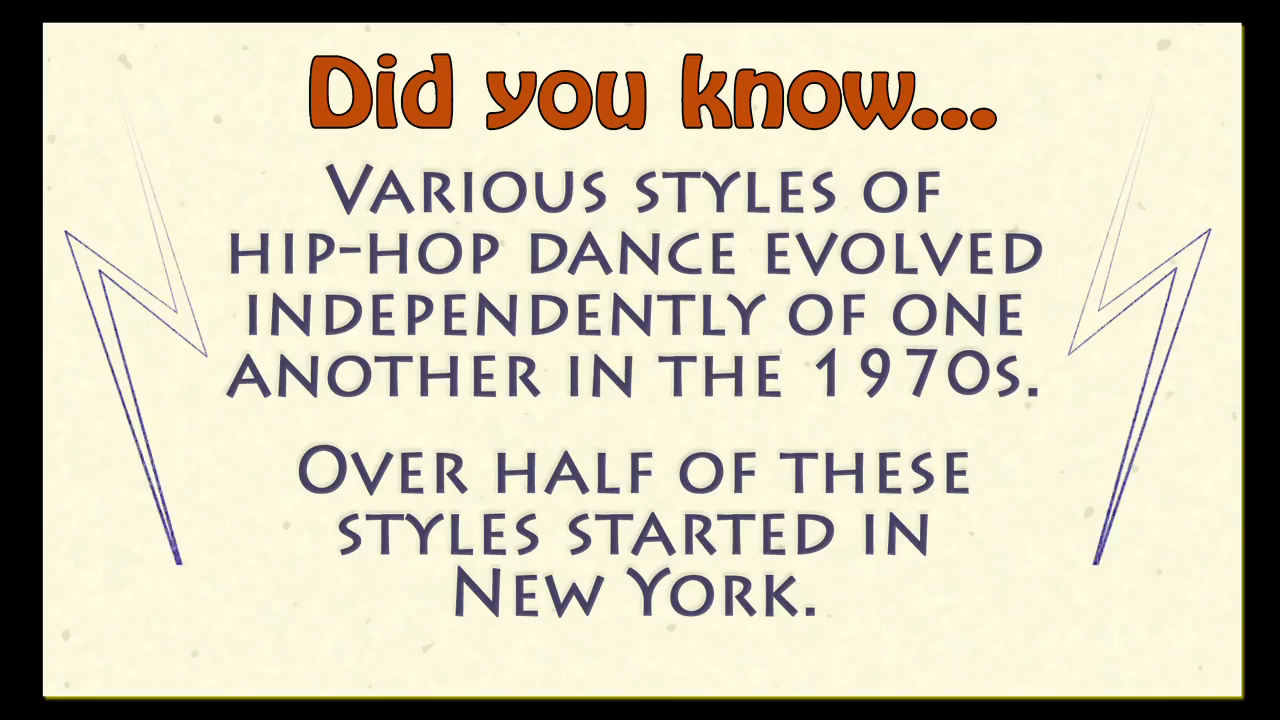 Did you know...
Various styles of
hip-hop dance evolved
independently of one
another in the 1970s.
Over half of these
styles started in
New York.